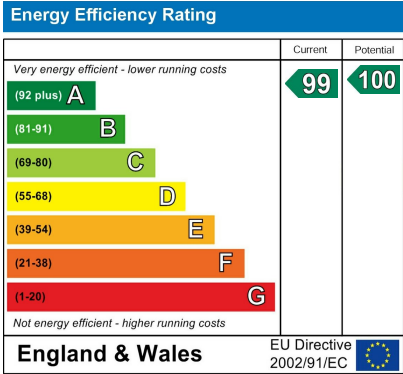 Energy Efficiency Rating
Current Potential
Very energy efficient - lower running costs
(92 plus) A 99 100
(81-91) B
(69-80) C
(55-68) D
(39-54) E
(21-38) F
(1-20) G
Not energy efficient - higher running costs
England & Wales
EU Directive
2002/91/EC